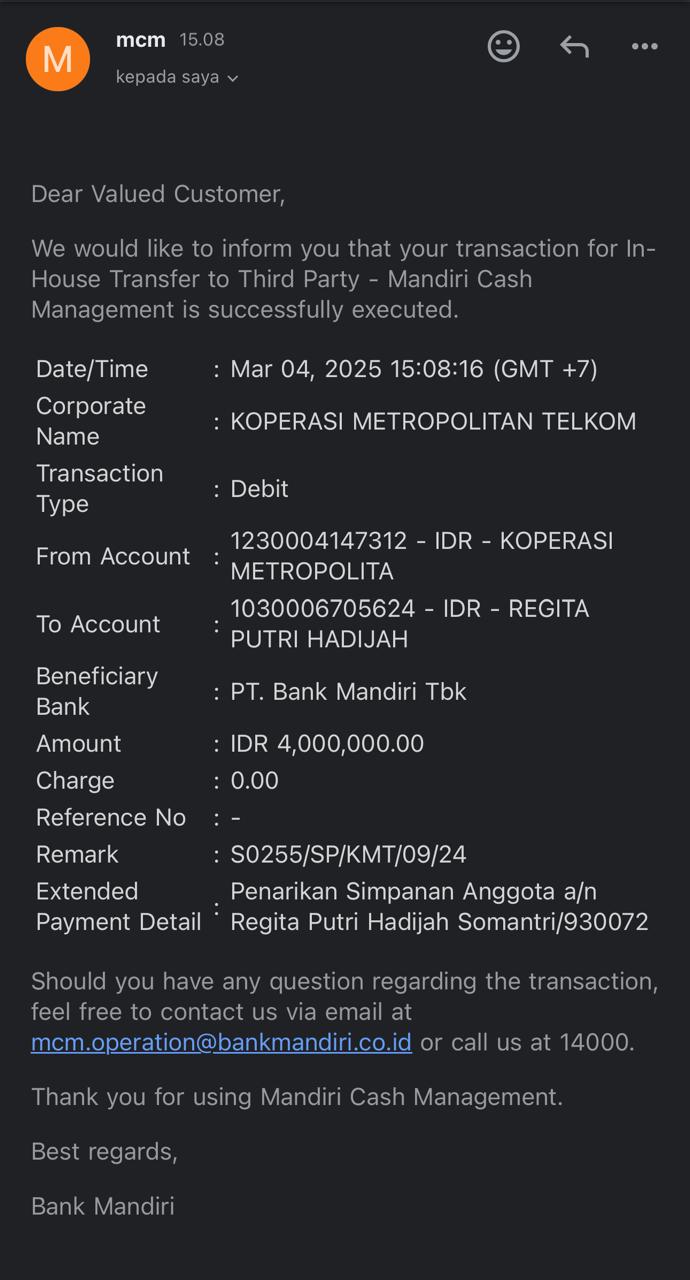 M
mcm 15.08
kepada saya
Dear Valued Customer,
We would like to inform you that your transaction for In-
House Transfer to Third Party - Mandiri Cash
Management is successfully executed.
Date/Time : Mar 04, 2025 15:08:16 (GMT +7)
Corporate
Name : KOPERASI METROPOLITAN TELKOM
Transaction
Type : Debit
From Account : 1230004147312 - IDR - KOPERASI
METROPOLITA
To Account : 1030006705624 - IDR - REGITA
PUTRI HADIJAH
Beneficiary
Bank : PT. Bank Mandiri Tbk
Amount : IDR 4,000,000.00
Charge : 0.00
Reference No : -
Remark : S0255/SP/KMT/09/24
Extended : Penarikan Simpanan Anggota a/n
Payment Detail Regita Putri Hadijah Somantri/930072
Should you have any question regarding the transaction,
feel free to contact us via email at
mcm.operation@bankmandiri.co.id or call us at 14000.
Thank you for using Mandiri Cash Management.
Best regards,
Bank Mandiri